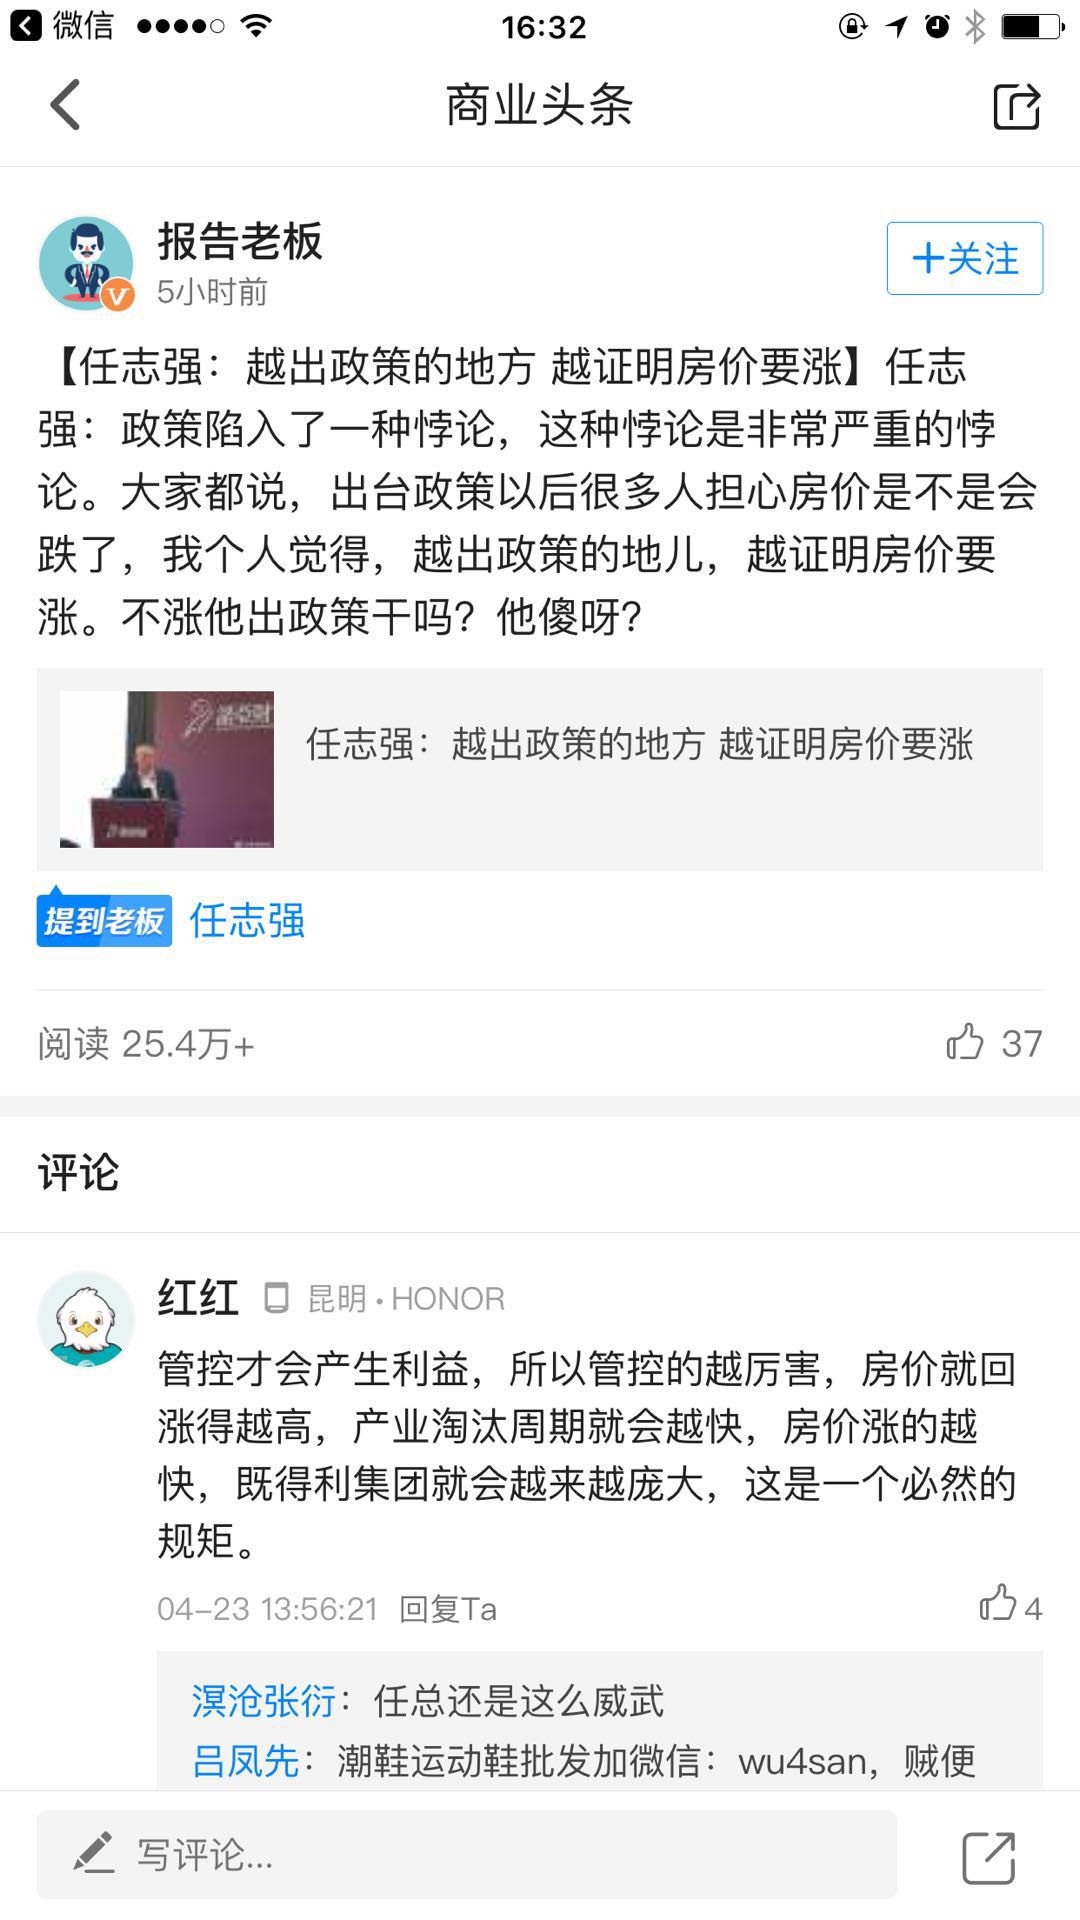 微信
16:32
商业头条
报告老板
5小时前
+关注
【任志强：越出政策的地方 越证明房价要涨】任志
强：政策陷入了一种悖论，这种悖论是非常严重的悖
论。大家都说，出台政策以后很多人担心房价是不是会
跌了，我个人觉得，越出政策的地儿，越证明房价要
涨。不涨他出政策干吗？他傻呀？
任志强：越出政策的地方 越证明房价要涨
提到老板 任志强
阅读 25.4万+
37
评论
红红 昆明·HONOR
管控才会产生利益，所以管控的越厉害，房价就回
涨得越高，产业淘汰周期就会越快，房价涨的越
快，既得利集团就会越来越庞大，这是一个必然的
规矩。
04-23 13:56:21 回复Ta
4
溟沧张衍：任总还是这么威武
吕凤先：潮鞋运动鞋批发加微信：wu4san，贼便
写评论...